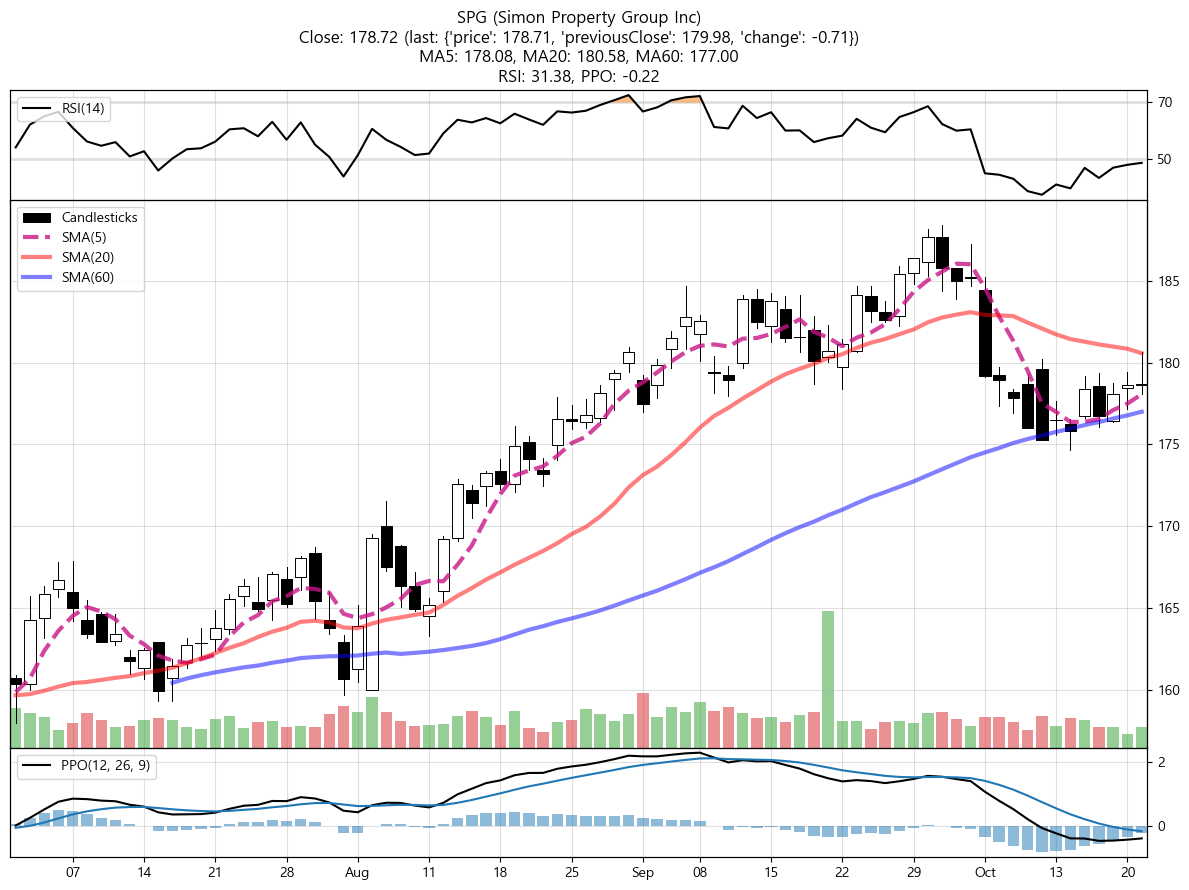 SPG (Simon Property Group Inc)
Close: 178.72 (last: {'price': 178.71, 'previousClose': 179.98, 'change': -0.71})
MA5: 178.08, MA20: 180.58, MA60: 177.00
RSI: 31.38, PPO: -0.22
RSI(14)
70
50
Candlesticks
SMA(5)
SMA(20)
SMA(60)
185
180
175
170
165
160
PPO(12, 26, 9)
2
0
07 14 21 28 Aug 11 18 25 Sep 08 15 22 29 Oct 13 20